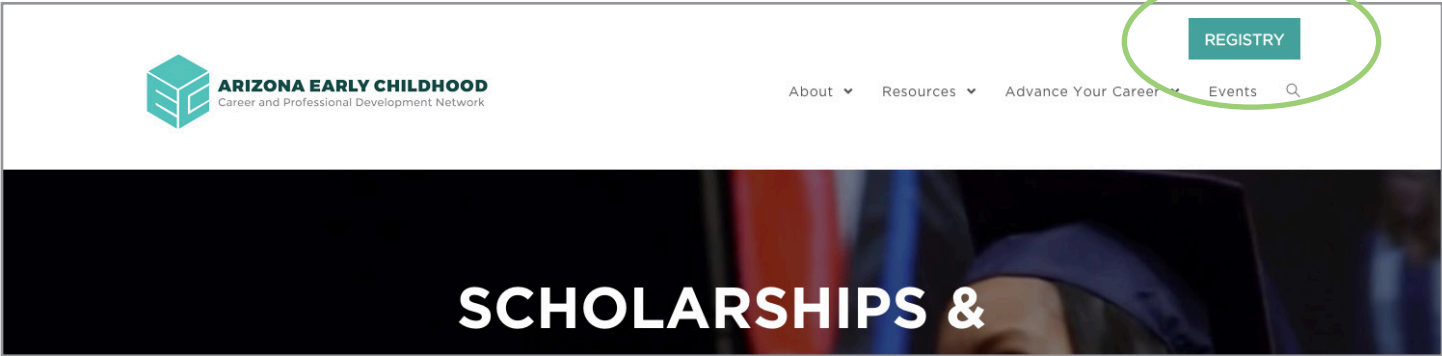 REGISTRY
ARIZONA EARLY CHILDHOOD
Career and Professional Development Network
About Resources Advance Your Career Events
SCHOLARSHIPS &